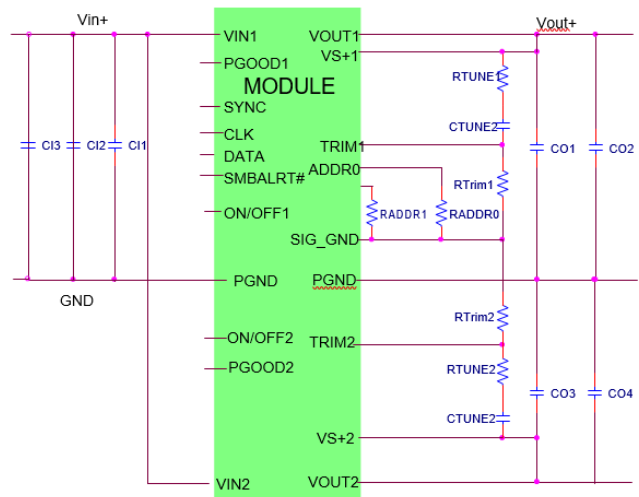 Vin+
Vout+
VIN1
VOUT1
VS+1
PGOOD1
MODULE
RTUNE1
SYNC
CTUNE2
CLK
TRIM1
CI3
CI2
CI1
CO1
CO2
DATA
ADDR0
SMBALRT#
RTrim1
ON/OFF1
RADDR1
RADDR0
SIG_GND
PGND
PGND
GND
RTrim2
ON/OFF2
TRIM2
PGOOD2
RTUNE2
CO3
CO4
CTUNE2
VS+2
VIN2
VOUT2